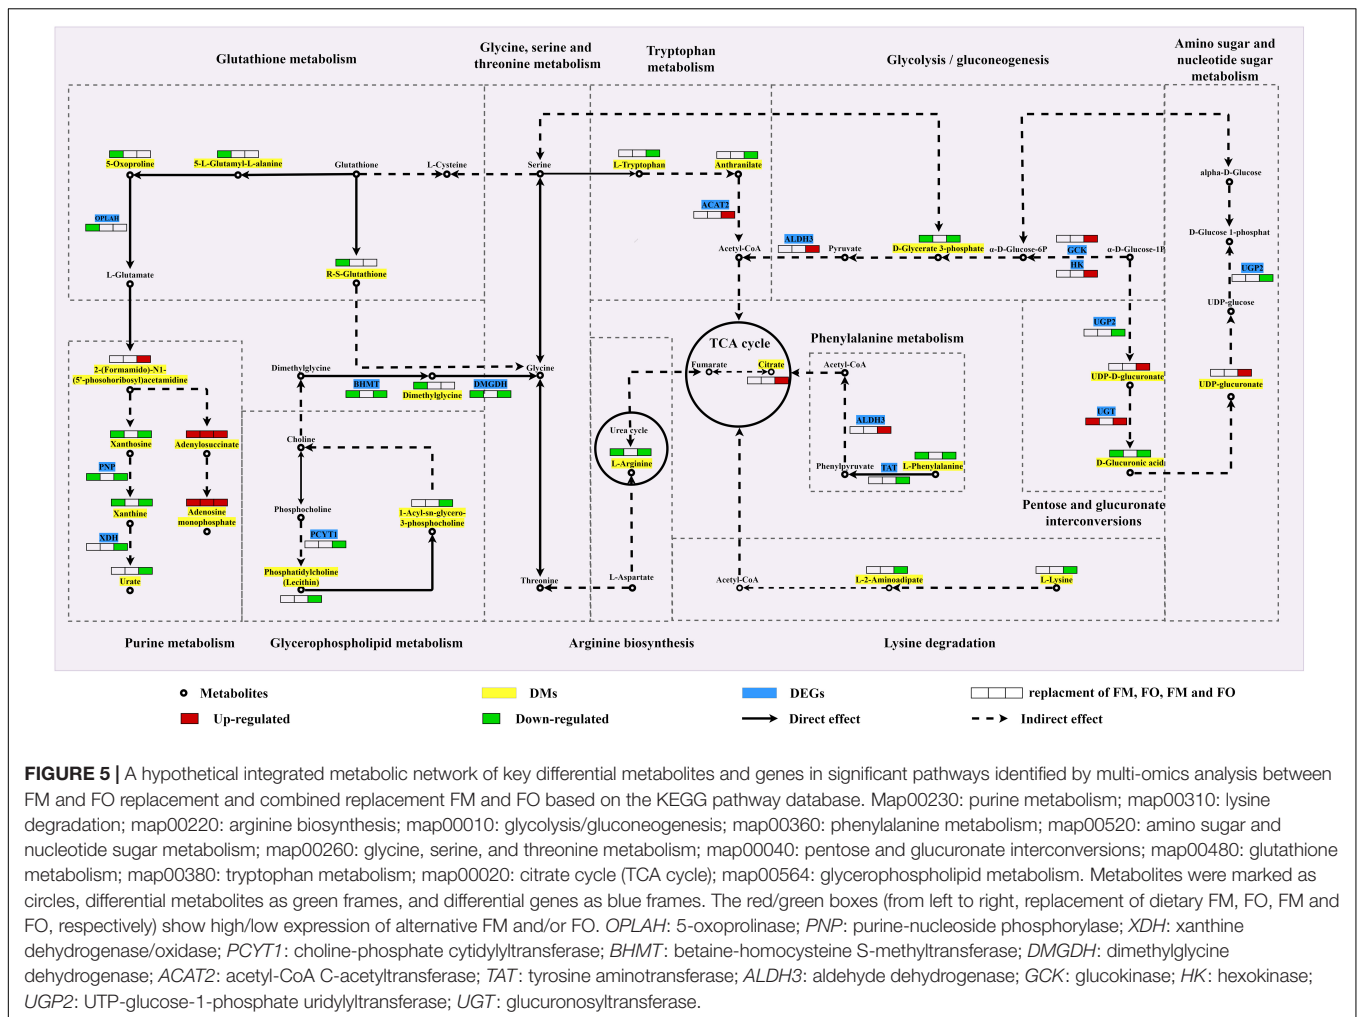 Glutathione metabolism
Glycine, serine and
threonine metabolism
Tryptophan
metabolism
Glycolysis / gluconeogenesis
Amino sugar and
nucleotide sugar
metabolism
5-Oxoproline
5-L-Glutamyl-L-alanine
Glutathione
L-Cysteine
Serine
L-Tryptophan
Anthranilate
alpha-D-Glucose
OPLAH
ACAT2
ALDH3
Acetyl-CoA
Pyruvate
D-Glycerate 3-phosphate
α-D-Glucose-6P
GCK
HK
α-D-Glucose-1P
D-Glucose 1-phosphat
L-Glutamate
R-S-Glutathione
UGP2
UDP-glucose
UGP2
TCA cycle
Fumarate
Citrate
Phenylalanine metabolism
Acetyl-CoA
2-(Formamido)-N1-
(5'-phosohoribosyl)acetamidine
Dimethylglycine
BHMT
Dimethylglycine
DMGDH
Glycine
UDP-D-glucuronate
UDP-glucuronate
Xanthosine
Adenylosuccinate
Choline
Urea cycle
L-Arginine
ALDH3
UGT
Phenylpyruvate
TAT
L-Phenylalanine
D-Glucuronic acid
PNP
Xanthine
Adenosine
monophosphate
Phosphocholine
1-Acyl-sn-glycero-
3-phosphocholine
Pentose and glucuronate
interconversions
XDH
PCYT1
Urate
Phosphatidylcholine
(Lecithin)
Threonine
L-Aspartate
Acetyl-CoA
L-2-Aminoadipate
L-Lysine
Purine metabolism
Glycerophospholipid metabolism
Arginine biosynthesis
Lysine degradation
Metabolites
DMs
DEGs
replacment of FM, FO, FM and FO
Up-regulated
Down-regulated
Direct effect
Indirect effect
FIGURE 5 | A hypothetical integrated metabolic network of key differential metabolites and genes in significant pathways identified by multi-omics analysis between
FM and FO replacement and combined replacement FM and FO based on the KEGG pathway database. Map00230: purine metabolism; map00310: lysine
degradation; map00220: arginine biosynthesis; map00010: glycolysis/gluconeogenesis; map00360: phenylalanine metabolism; map00520: amino sugar and
nucleotide sugar metabolism; map00260: glycine, serine, and threonine metabolism; map00040: pentose and glucuronate interconversions; map00480: glutathione
metabolism; map00380: tryptophan metabolism; map00020: citrate cycle (TCA cycle); map00564: glycerophospholipid metabolism. Metabolites were marked as
circles, differential metabolites as green frames, and differential genes as blue frames. The red/green boxes (from left to right, replacement of dietary FM, FO, FM and
FO, respectively) show high/low expression of alternative FM and/or FO. OPLAH: 5-oxoprolinase; PNP: purine-nucleoside phosphorylase; XDH: xanthine
dehydrogenase/oxidase; PCYT1: choline-phosphate cytidylyltransferase; BHMT: betaine-homocysteine S-methyltransferase; DMGDH: dimethylglycine
dehydrogenase; ACAT2: acetyl-CoA C-acetyltransferase; TAT: tyrosine aminotransferase; ALDH3: aldehyde dehydrogenase; GCK: glucokinase; HK: hexokinase;
UGP2: UTP-glucose-1-phosphate uridylyltransferase; UGT: glucuronosyltransferase.